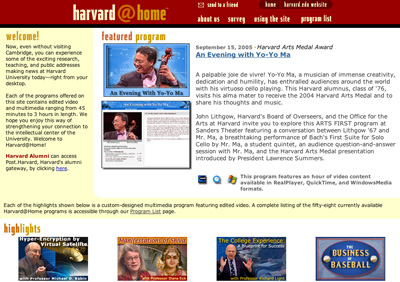 harvard@home
send to a friend
home
harvard.edu website
about us
survey
using the site
program list
welcome!
Now, even without visiting
Cambridge, you can experience
some of the exciting research,
teaching, and public addresses
making news at Harvard
University today--right from your
desktop.
Each of the programs offered
on this site contains edited video
and multimedia ranging from 45
minutes to 3 hours in length. We
hope you enjoy this way of
strengthening your connection to
the intellectual center of the
University. Welcome to
Harvard@Home!
Harvard Alumni can access
Post.Harvard, Harvard's alumni
gateway, by clicking here.
featured program
An Evening With Yo-Yo Ma
September 15, 2005 - Harvard Arts Medal Award
An Evening with Yo-Yo Ma
A palpable joie de vivre! Yo-Yo Ma, a musician of immense creativity,
dedication and humility, has enthralled audiences around the world
with his virtuoso cello playing. This Harvard alumnus, class of '76,
visits his alma mater to receive the 2004 Harvard Arts Medal and to
share his thoughts and music.
John Lithgow, Harvard's Board of Overseers, and the Office for the
Arts at Harvard invite you to explore this ARTS FIRST program at
Sanders Theater featuring a conversation between Lithgow '67 and
Mr. Ma, a breathtaking performance of Bach's First Suite for Solo
Cello by Mr. Ma, a student quintet, an audience question-and-answer
session with Mr. Ma, and the Harvard Arts Medal presentation
introduced by President Lawrence Summers.
This program features an hour of video content
available in RealPlayer, QuickTime, and WindowsMedia
formats.
Each of the highlights shown below is a custom-designed multimedia program featuring edited video. A complete listing of the fifty-eight currently available
Harvard@Home programs is accessible through our Program List page.
highlights
Hyper-Encryption by
Virtual Satellite
with Professor Michael O. Rabin
with Professor Diana Eck
The College Experience:
A Blueprint for Success
with Professor Richard Light
THE
BUSINESS
of
BASEBALL